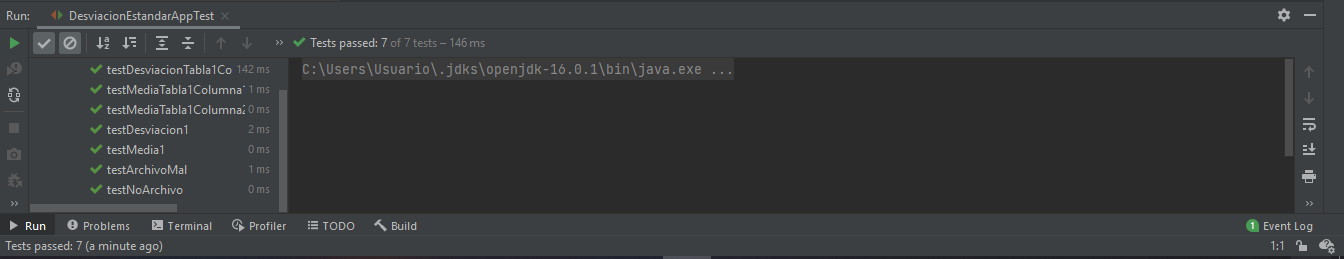 Run: DesviacionEstandarAppTest
Tests passed: 7 of 7 tests – 146 ms
testDesviacionTabla1Co 142 ms
testMediaTabla1Columna1 1 ms
testMediaTabla1Columna2 0 ms
testDesviacion1 2 ms
testMedia1 0 ms
testArchivoMal 1 ms
testNoArchivo 0 ms
C:\Users\Usuario\.jdks\openjdk-16.0.1\bin\java.exe ...
Run Problems Terminal Profiler TODO Build 1 Event Log
Tests passed: 7 (a minute ago) 1:1